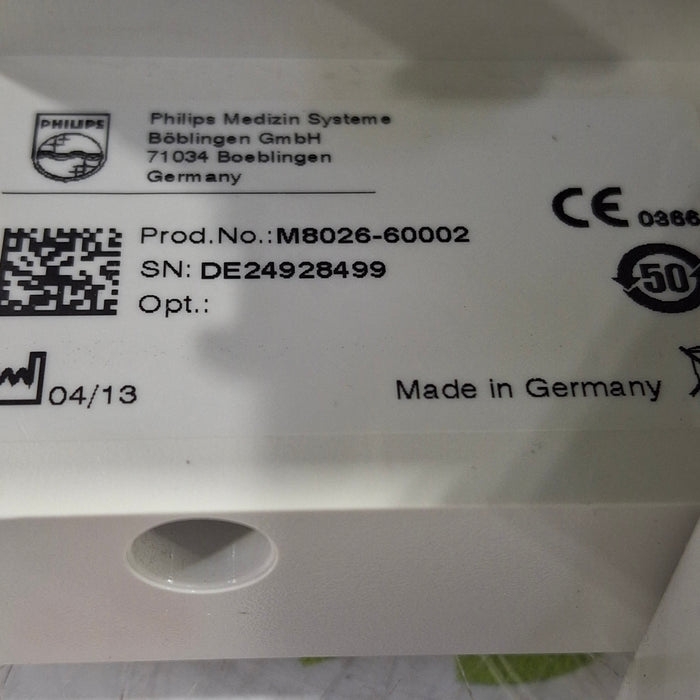 PHILIPS
Philips Medizin Systeme
Böblingen GmbH
71034 Boeblingen
Germany
CE 0366
Prod.No.:M8026-60002
SN: DE24928499
Opt.:
50
04/13
Made in Germany